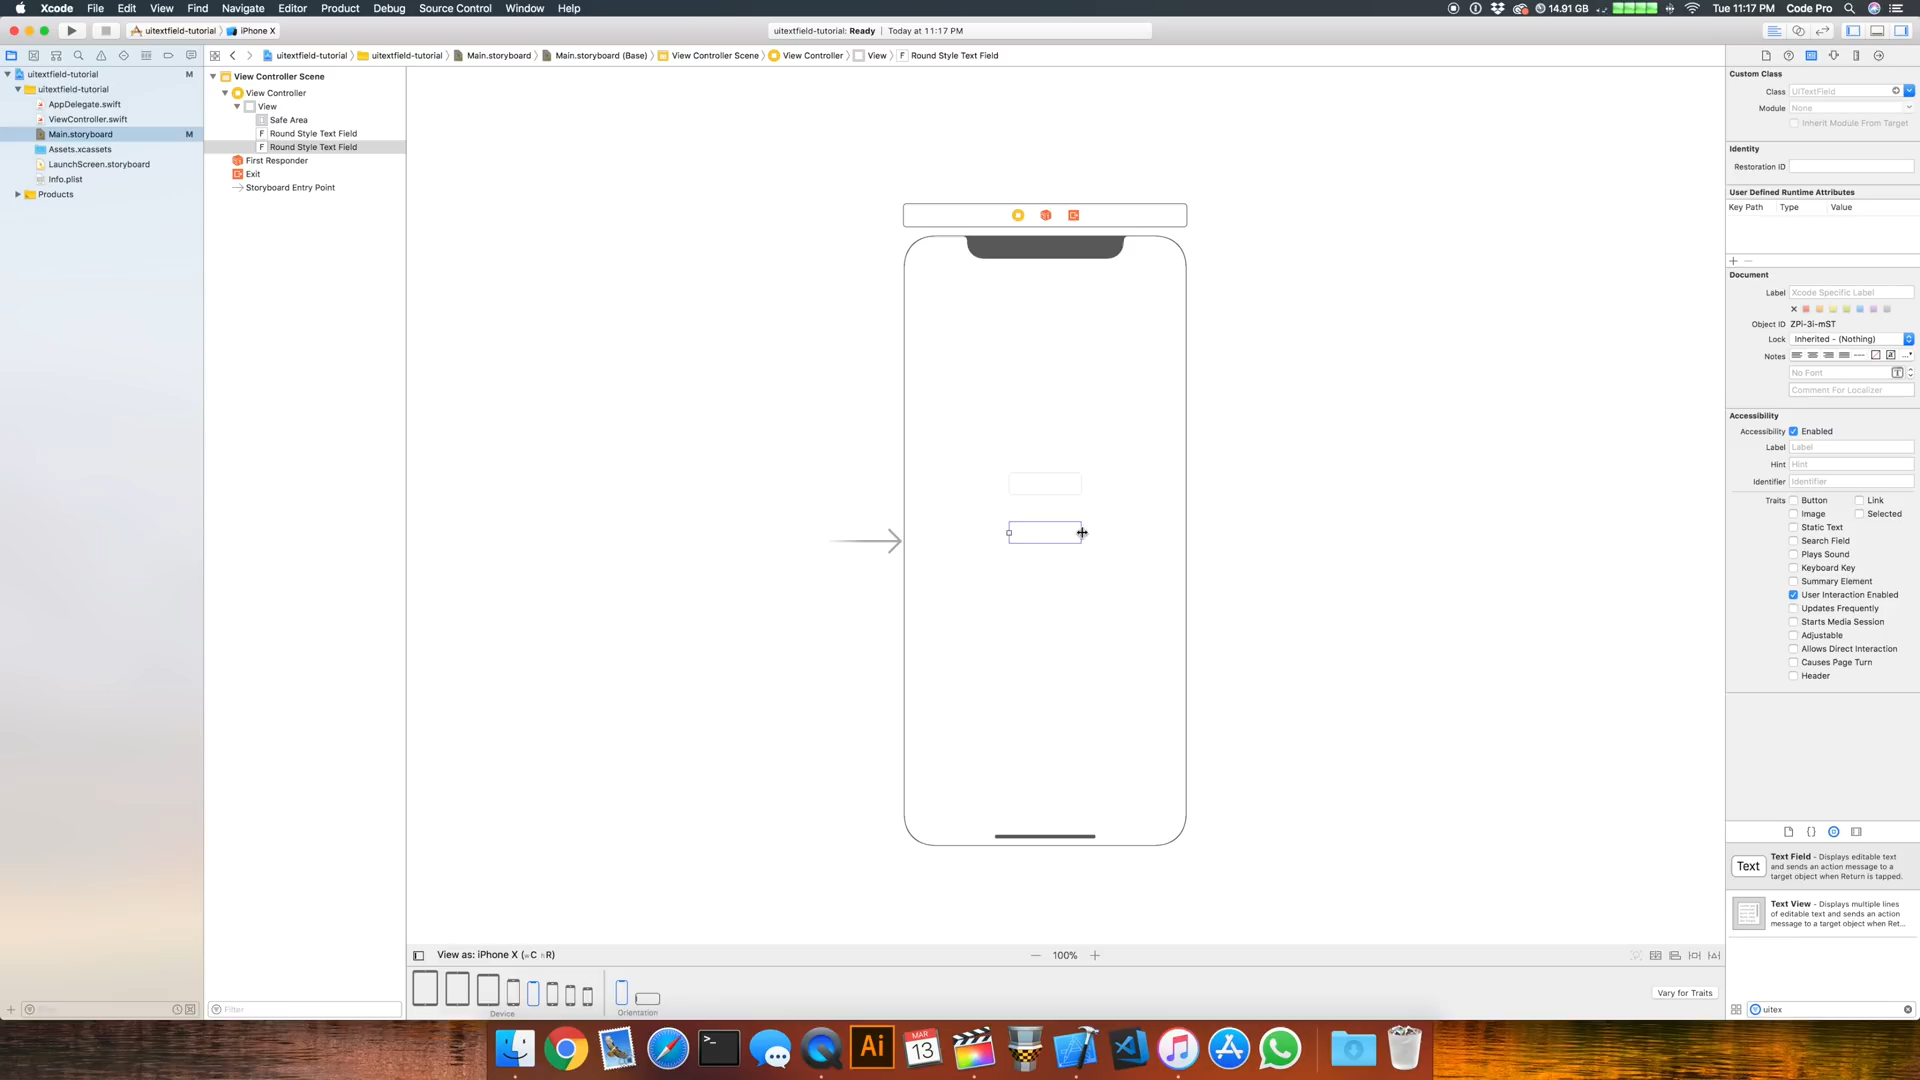 Xcode File Edit View Find Navigate Editor Product Debug Source Control Window Help
14.91 GB Tue 11:17 PM Code Pro
uitextfield-tutorial iPhone X
uitextfield-tutorial: Ready Today at 11:17 PM
uitextfield-tutorial uitextfield-tutorial Main.storyboard Main.storyboard (Base) View Controller Scene View Controller View F Round Style Text Field
uitextfield-tutorial M
uitextfield-tutorial
AppDelegate.swift
ViewController.swift
Main.storyboard M
Assets.xcassets
LaunchScreen.storyboard
Info.plist
Products
View Controller Scene
View Controller
View
Safe Area
F Round Style Text Field
F Round Style Text Field
First Responder
Exit
Storyboard Entry Point
Custom Class
Class UITextField
Module None
Inherit Module From Target
Identity
Restoration ID
User Defined Runtime Attributes
Key Path Type Value
Document
Label Xcode Specific Label
Object ID ZPi-3i-mST
Lock Inherited - (Nothing)
Notes
No Font
Comment For Localizer
Accessibility
Accessibility Enabled
Label Label
Hint Hint
Identifier Identifier
Traits Button Link
Image Selected
Static Text
Search Field
Plays Sound
Keyboard Key
Summary Element
User Interaction Enabled
Updates Frequently
Starts Media Session
Adjustable
Allows Direct Interaction
Causes Page Turn
Header
Text
Text Field - Displays editable text
and sends an action message to a
target object when Return is tapped.
Text View - Displays multiple lines
of editable text and sends an action
message to a target object when Ret...
View as: iPhone X (wC hR)
100%
Device
Orientation
Vary for Traits
Filter
Filter
uitex
Ai
MAR
13